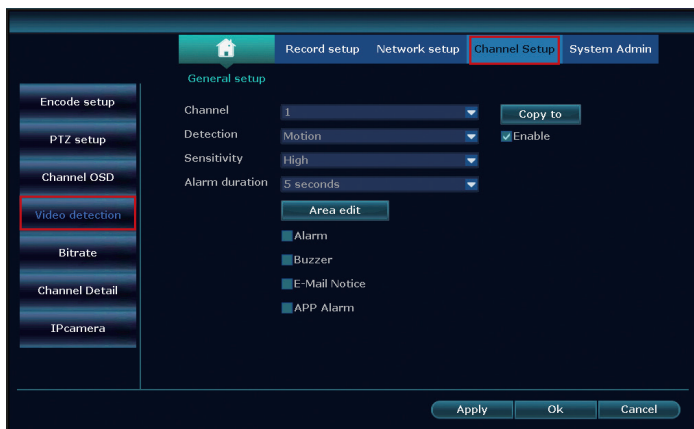 Record setup Network setup Channel Setup System Admin
General setup
Encode setup
PTZ setup
Channel OSD
Video detection
Bitrate
Channel Detail
IPcamera
Channel 1 Copy to
Detection Motion Enable
Sensitivity High
Alarm duration 5 seconds
Area edit
Alarm
Buzzer
E-Mail Notice
APP Alarm
Apply Ok Cancel